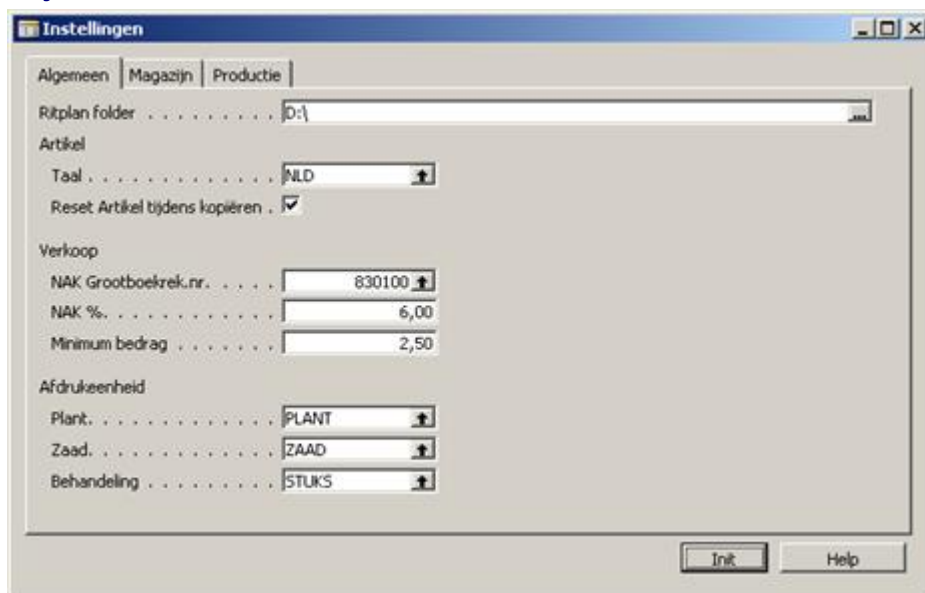 Instellingen
Algemeen Magazijn Productie
Ritplan folder . . . . . . . . . D:\ ...
Artikel
Taal . . . . . . . . . . . . . NLD
Reset Artikel tijdens kopiëren .
Verkoop
NAK Grootboekrek.nr. . . . . . 830100
NAK %. . . . . . . . . . . . 6,00
Minimum bedrag . . . . . . . 2,50
Afdrukeenheid
Plant. . . . . . . . . . . . . PLANT
Zaad. . . . . . . . . . . . . ZAAD
Behandeling . . . . . . . . . STUKS
Init Help